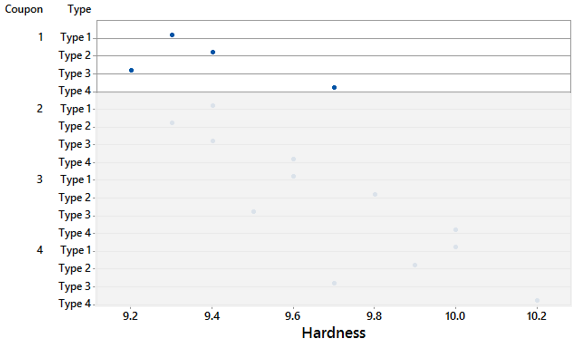 Coupon Type
1 Type 1
Type 2
Type 3
Type 4
2 Type 1
Type 2
Type 3
Type 4
3 Type 1
Type 2
Type 3
Type 4
4 Type 1
Type 2
Type 3
Type 4
9.2 9.4 9.6 9.8 10.0 10.2
Hardness